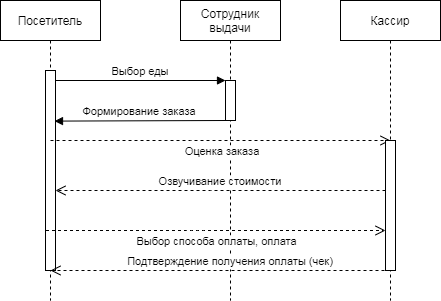 Посетитель
Сотрудник
выдачи
Кассир
Выбор еды
Формирование заказа
Оценка заказа
Озвучивание стоимости
Выбор способа оплаты, оплата
Подтверждение получения оплаты (чек)